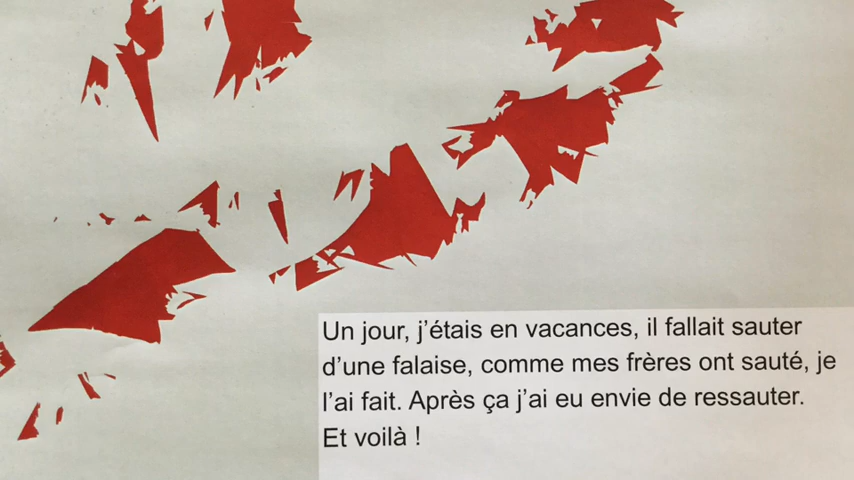 Un jour, j'étais en vacances, il fallait sauter
d'une falaise, comme mes frères ont sauté, je
l'ai fait. Après ça j'ai eu envie de ressauter.
Et voilà !